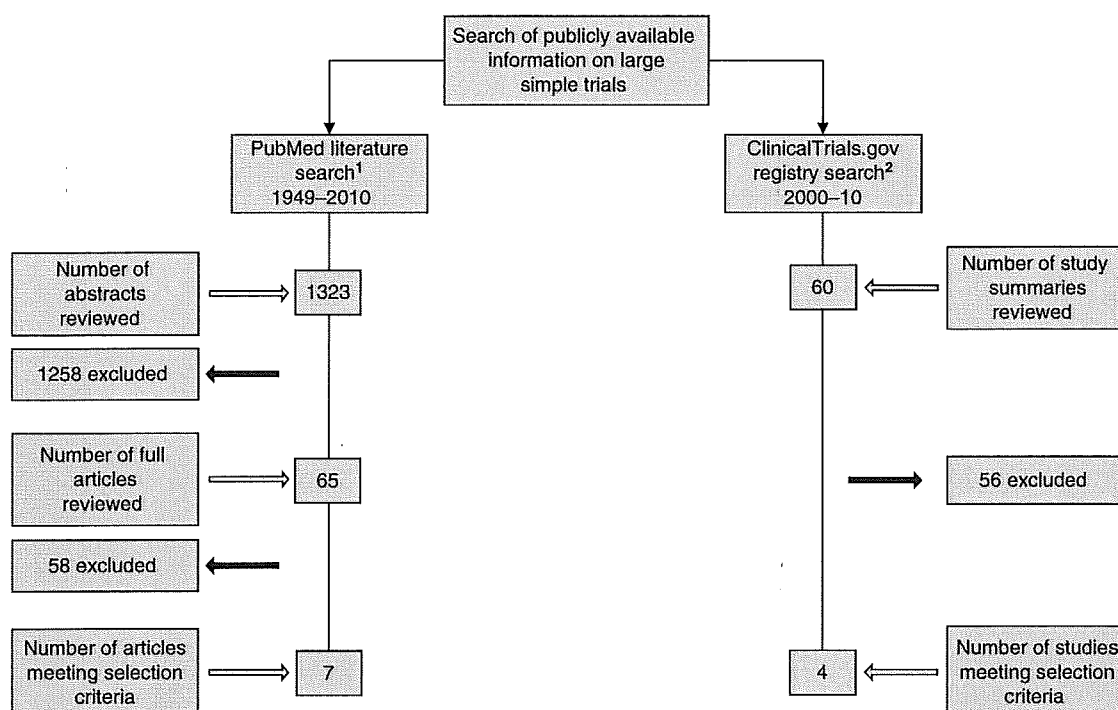 Search of publicly available
information on large
simple trials
PubMed literature
search¹
1949–2010
ClinicalTrials.gov
registry search²
2000–10
Number of
abstracts
reviewed
1323
60
Number of study
summaries
reviewed
1258 excluded
Number of full
articles
reviewed
65
56 excluded
58 excluded
Number of articles
meeting selection
criteria
7
4
Number of studies
meeting selection
criteria